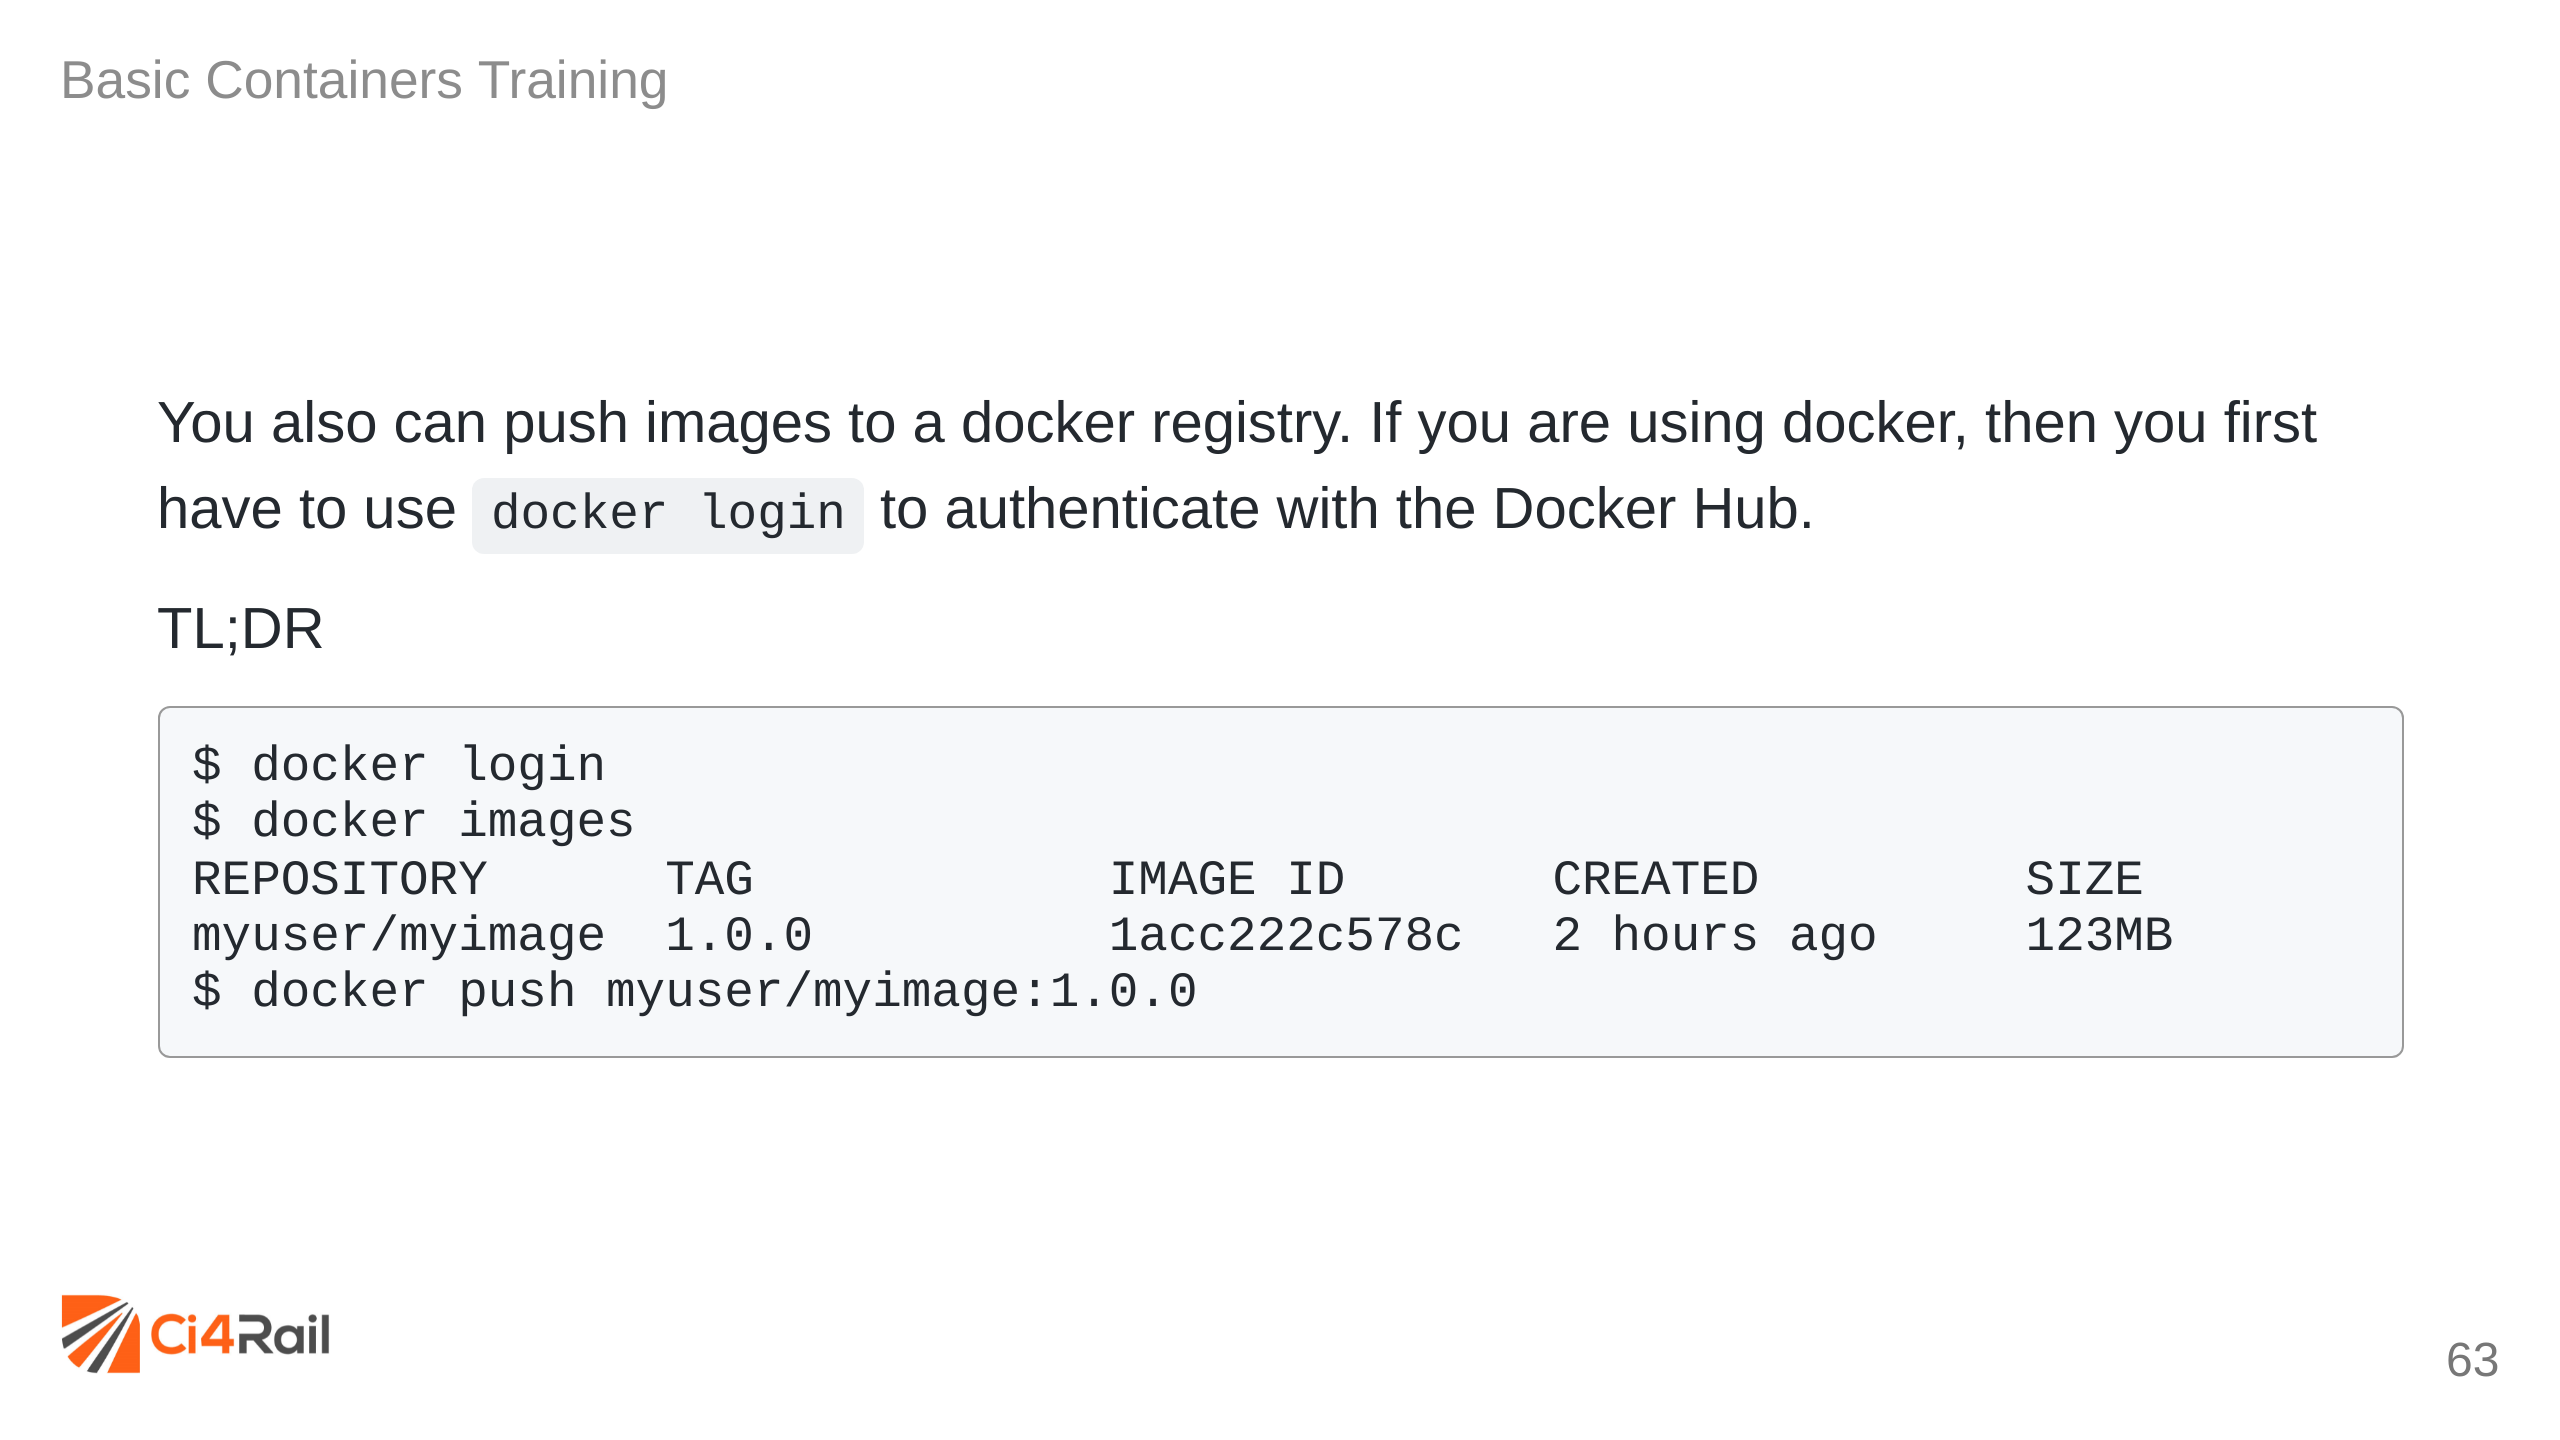 Basic Containers Training
You also can push images to a docker registry. If you are using docker, then you first
have to use docker login to authenticate with the Docker Hub.
TL;DR
$ docker login
$ docker images
REPOSITORY      TAG            IMAGE ID       CREATED         SIZE
myuser/myimage  1.0.0          1acc222c578c   2 hours ago     123MB
$ docker push myuser/myimage:1.0.0
Ci4Rail
63